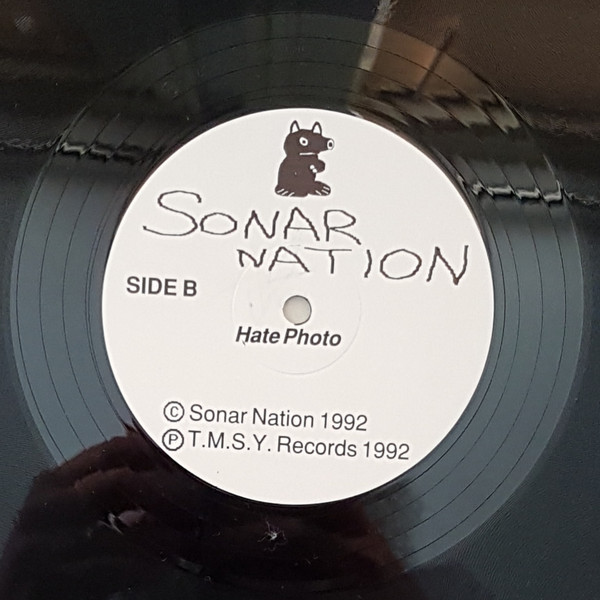 SONAR
NATION
SIDE B
Hate Photo
© Sonar Nation 1992
℗ T.M.S.Y. Records 1992